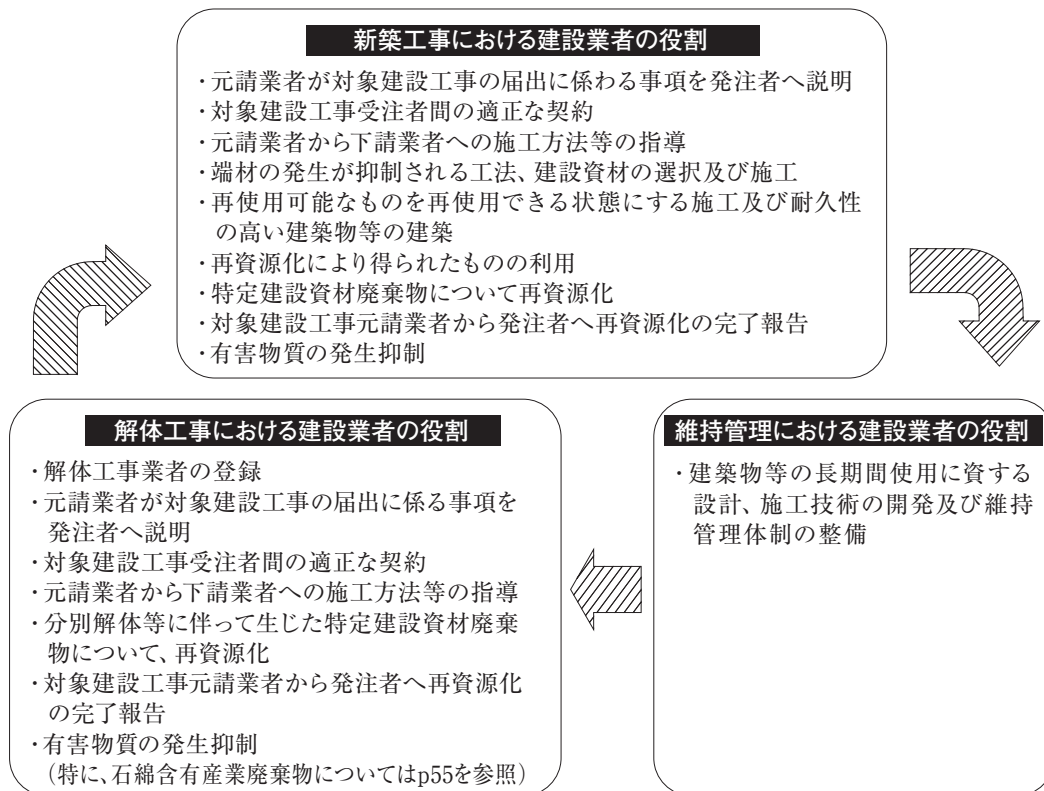 新築工事における建設業者の役割
・元請業者が対象建設工事の届出に係わる事項を発注者へ説明
・対象建設工事受注者間の適正な契約
・元請業者から下請業者への施工方法等の指導
・端材の発生が抑制される工法、建設資材の選択及び施工
・再使用可能なものを再使用できる状態にする施工及び耐久性
の高い建築物等の建築
・再資源化により得られたものの利用
・特定建設資材廃棄物について再資源化
・対象建設工事元請業者から発注者へ再資源化の完了報告
・有害物質の発生抑制
解体工事における建設業者の役割
・解体工事業者の登録
・元請業者が対象建設工事の届出に係る事項を
発注者へ説明
・対象建設工事受注者間の適正な契約
・元請業者から下請業者への施工方法等の指導
・分別解体等に伴って生じた特定建設資材廃棄
物について、再資源化
・対象建設工事元請業者から発注者へ再資源化
の完了報告
・有害物質の発生抑制
(特に、石綿含有産業廃棄物についてはp55を参照)
維持管理における建設業者の役割
・建築物等の長期間使用に資する
設計、施工技術の開発及び維持
管理体制の整備